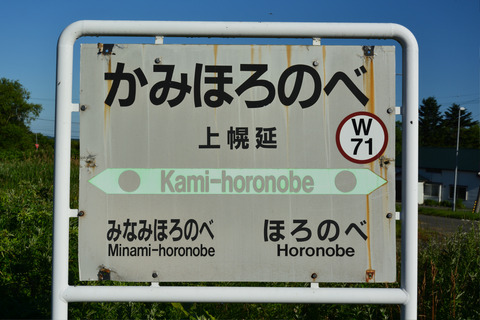 かみほろのべ
上幌延
W
71
Kami-horonobe
みなみほろのべ
Minami-horonobe
ほろのべ
Horonobe